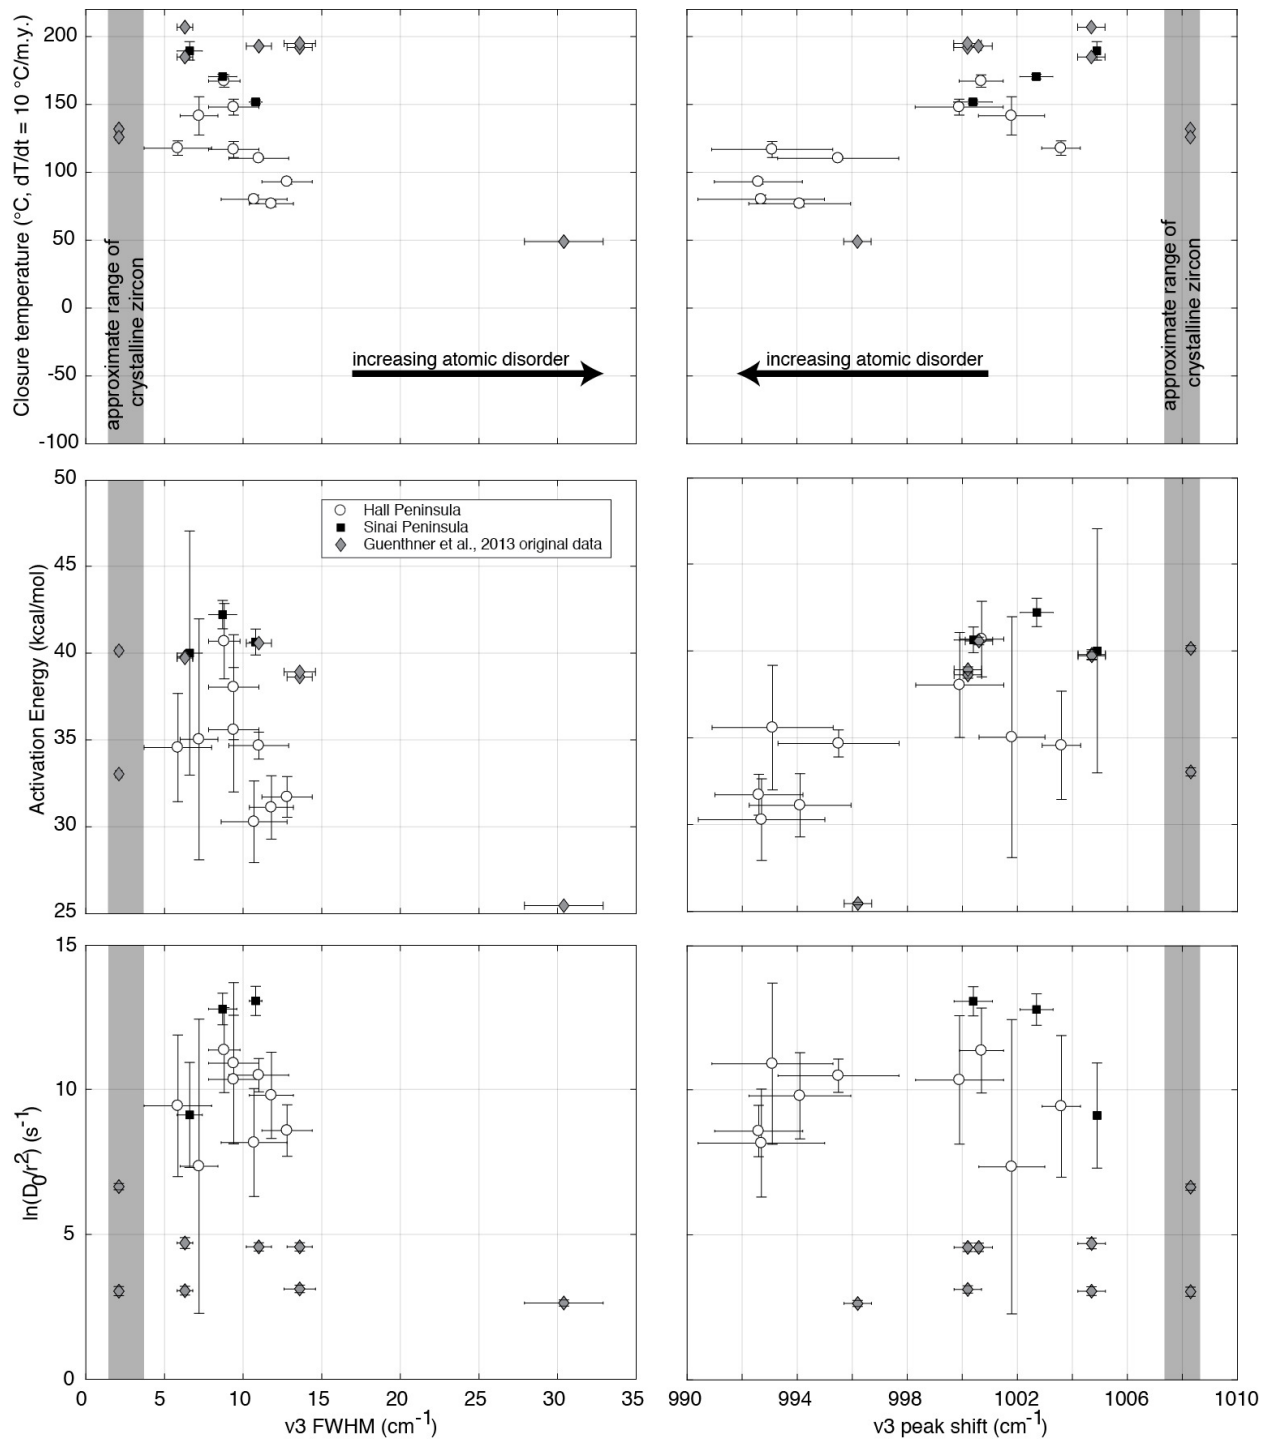 Closure temperature (°C, dT/dt = 10 °C/m.y.)
200
150
100
50
0
-50
-100
approximate range of
crystalline zircon
increasing atomic disorder
increasing atomic disorder
approximate range of
crystalline zircon
Activation Energy (kcal/mol)
50
45
40
35
30
25
Hall Peninsula
Sinai Peninsula
Guenthner et al., 2013 original data
ln(D0/r2) (s-1)
15
10
5
0
0 5 10 15 20 25 30 35
v3 FWHM (cm-1)
990 994 998 1002 1006 1010
v3 peak shift (cm-1)